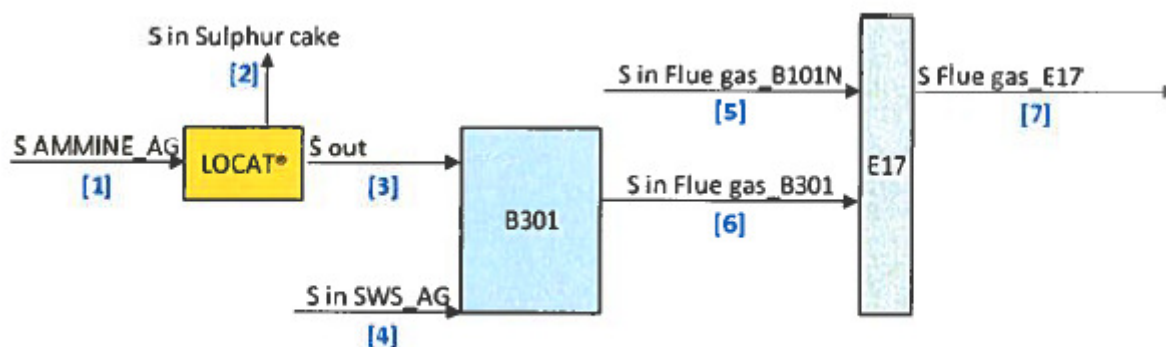 S in Sulphur cake
[2]
S in Flue gas_B101N
[5]
S Flue gas_E17
[7]
S AMMINE_AG
[1]
LOCAT®
S out
[3]
E17
S in Flue gas_B301
[6]
B301
S in SWS_AG
[4]